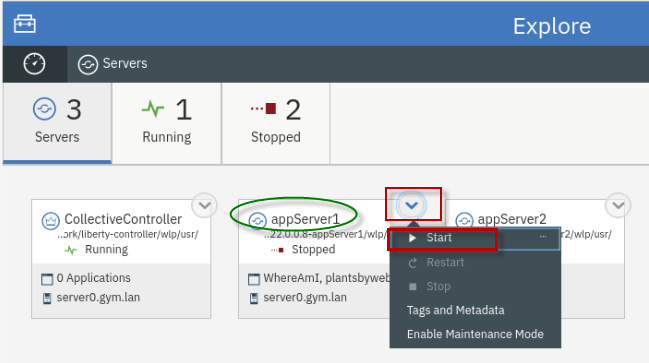 Explore
Servers
3
Servers
1
Running
2
Stopped
CollectiveController
..ork/liberty-controller/wlp/usr/
Running
0 Applications
server0.gym.lan
appServer1
..22.0.0.8-appServer1/wlp/
Stopped
WhereAmI, plantsbyweb
server0.gym.lan
Start
...
Restart
Stop
Tags and Metadata
Enable Maintenance Mode
appServer2
r2/wlp/usr/